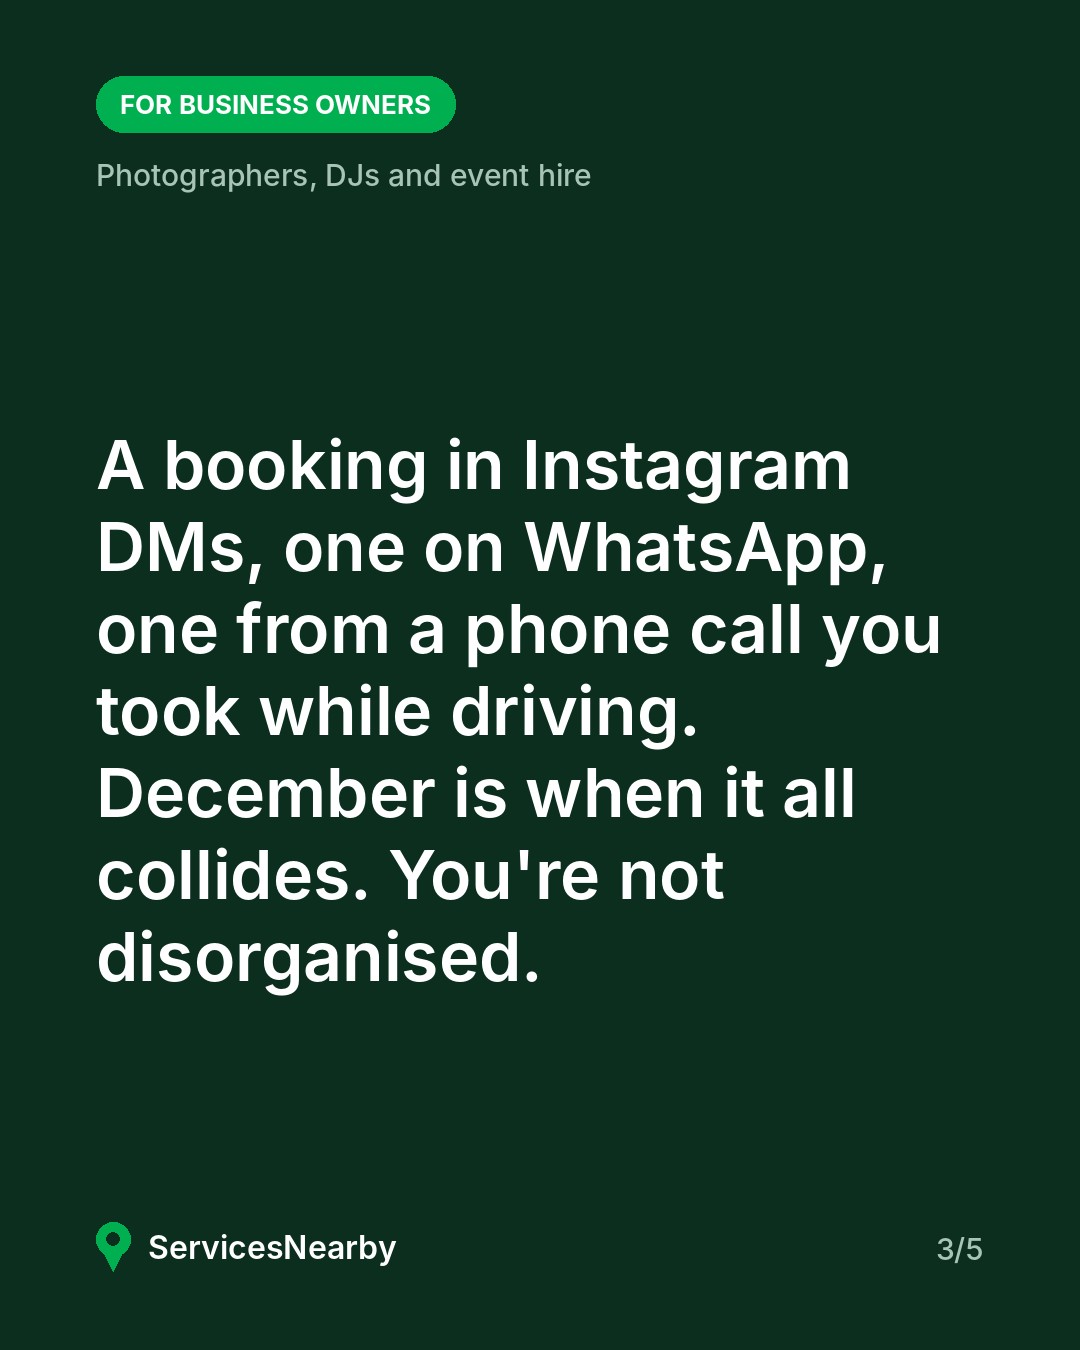 FOR BUSINESS OWNERS
Photographers, DJs and event hire
A booking in Instagram
DMs, one on WhatsApp,
one from a phone call you
took while driving.
December is when it all
collides. You're not
disorganised.
ServicesNearby
3/5